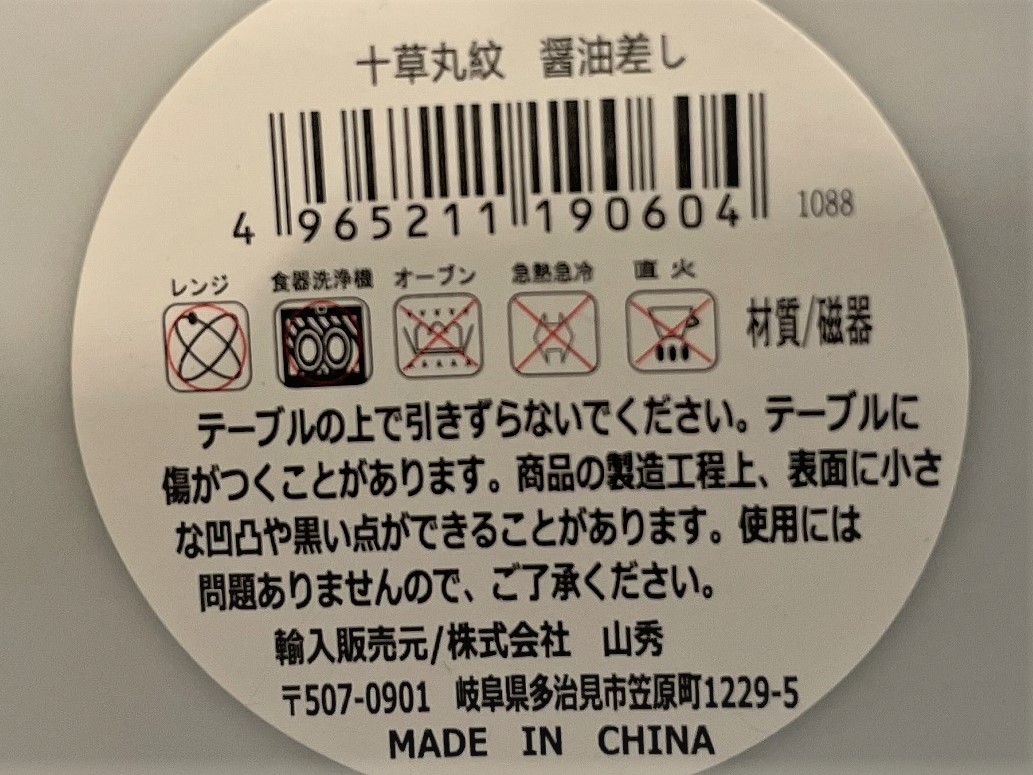 十草丸紋　醤油差し
4 965211 190604　1088
レンジ　食器洗浄機　オーブン　急熱急冷　直火
材質/磁器
テーブルの上で引きずらないでください。テーブルに
傷がつくことがあります。商品の製造工程上、表面に小さ
な凹凸や黒い点ができることがあります。使用には
問題ありませんので、ご了承ください。
輸入販売元/株式会社　山秀
〒507-0901　岐阜県多治見市笠原町1229-5
MADE IN CHINA